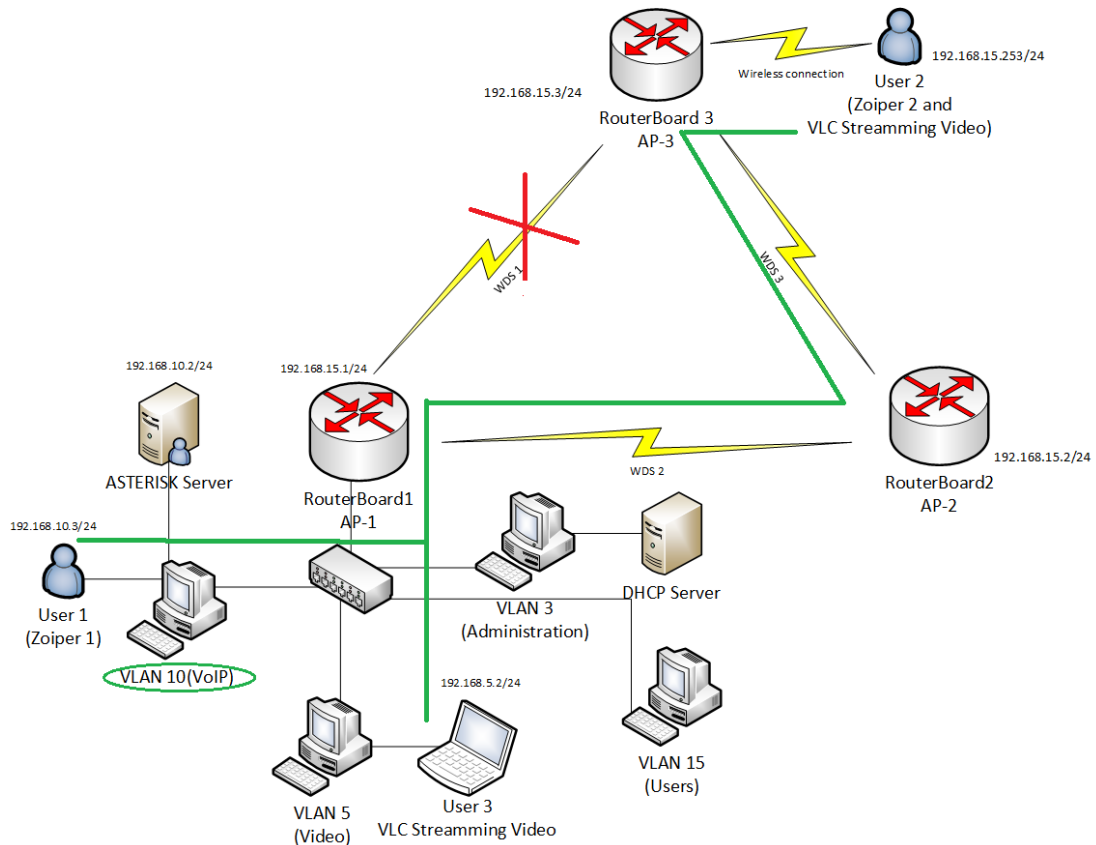 192.168.15.3/24
RouterBoard 3
AP-3
Wireless connection
192.168.15.253/24
User 2
(Zoiper 2 and
VLC Streamming Video)
WDS 1
WDS 3
192.168.10.2/24
ASTERISK Server
192.168.15.1/24
RouterBoard1
AP-1
WDS 2
192.168.15.2/24
RouterBoard2
AP-2
192.168.10.3/24
User 1
(Zoiper 1)
VLAN 10(VoIP)
VLAN 3
(Administration)
DHCP Server
192.168.5.2/24
VLAN 5
(Video)
User 3
VLC Streamming Video
VLAN 15
(Users)